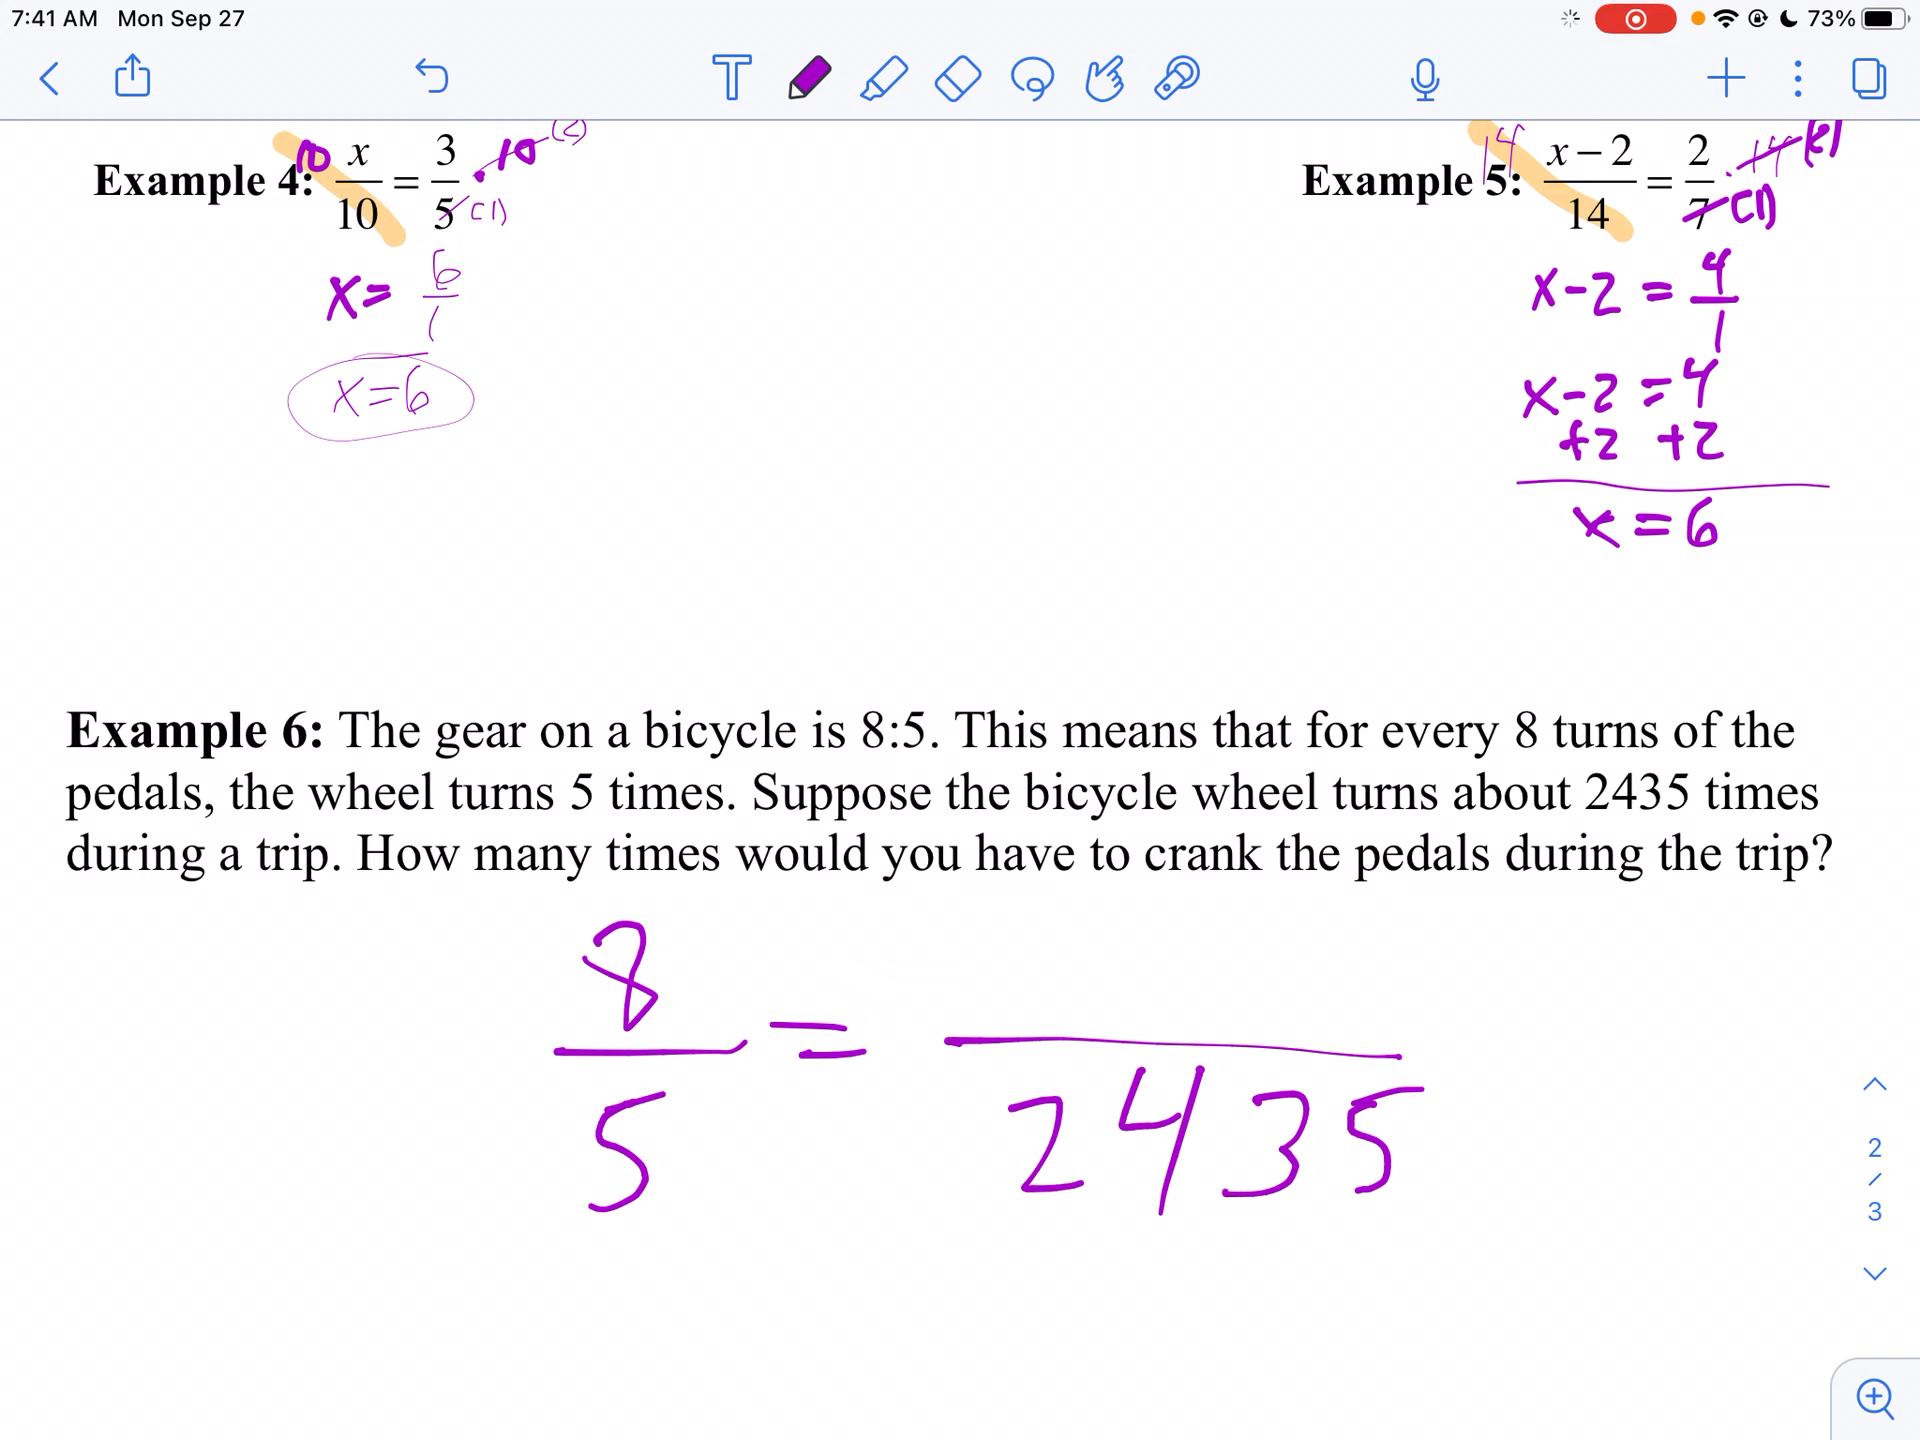 7:41 AM Mon Sep 27
73%
T
Example 4: 10 x/10 = 3/5 · 10 (2)
(1)
x = 6/1
x=6
Example 5: 14 (x – 2)/14 = 2/7 · 14 (2)
(1)
x-2 = 4/1
x-2 = 4
+2 +2
x = 6
Example 6: The gear on a bicycle is 8:5. This means that for every 8 turns of the
pedals, the wheel turns 5 times. Suppose the bicycle wheel turns about 2435 times
during a trip. How many times would you have to crank the pedals during the trip?
8/5 = /2435
2
/
3